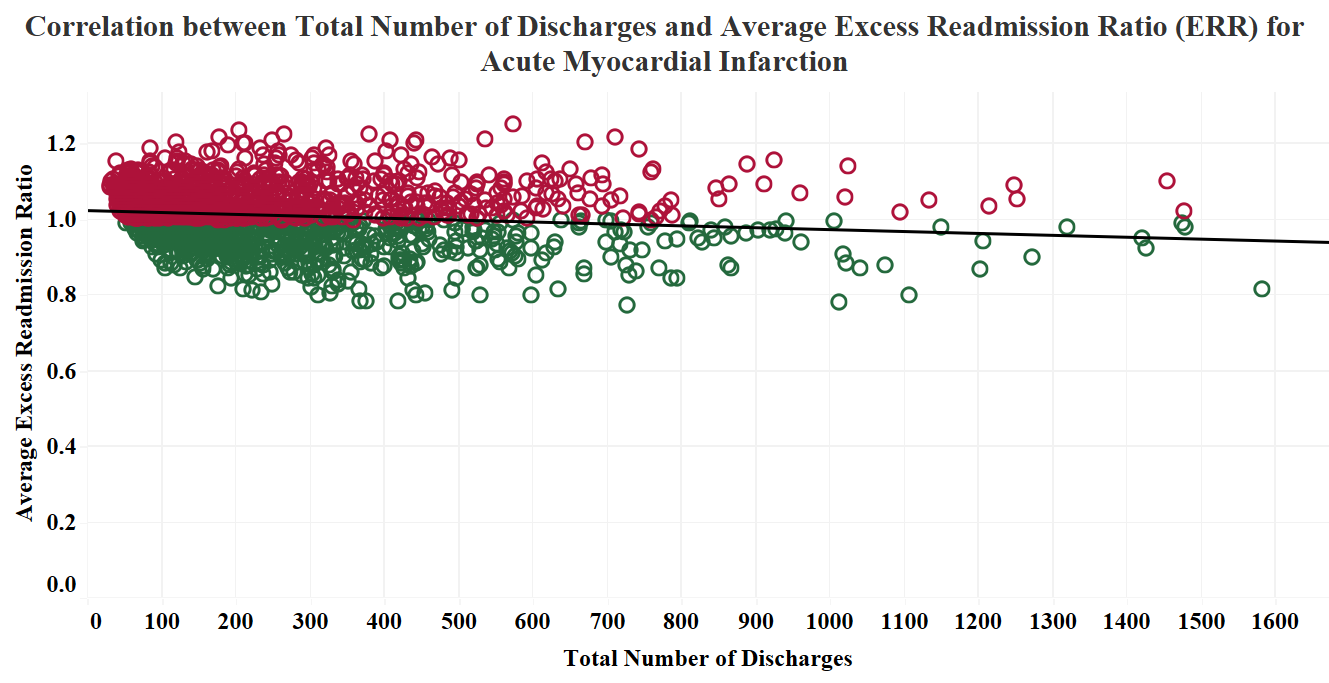 Correlation between Total Number of Discharges and Average Excess Readmission Ratio (ERR) for
Acute Myocardial Infarction
Average Excess Readmission Ratio
1.2
1.0
0.8
0.6
0.4
0.2
0.0
0 100 200 300 400 500 600 700 800 900 1000 1100 1200 1300 1400 1500 1600
Total Number of Discharges